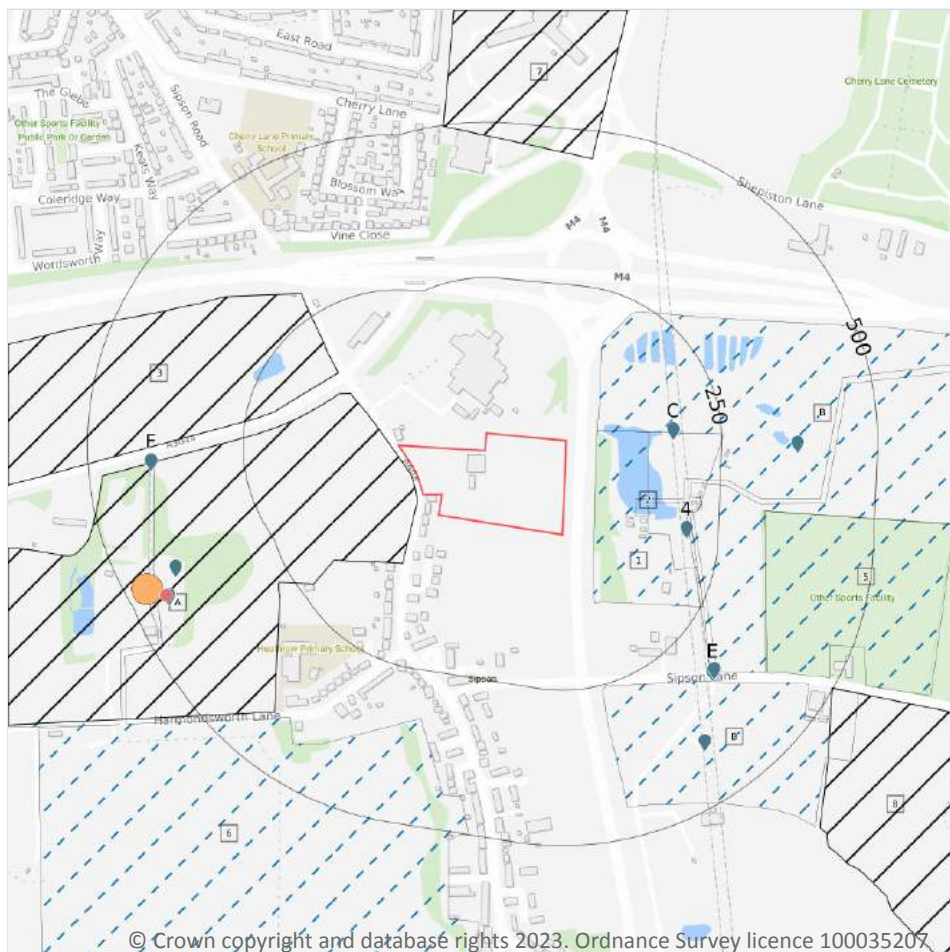 East Road
7
The Glebe
Sipson Road
Cherry Lane
Cherry Lane Cemetery
Other Sports Facility
Public Park Or Garden
Kears Way
Cherry Lane Primary
School
Coleridge Way
Blossom Way
Shepiston Lane
Wordsworth Way
Vine Close
M4
M4
M4
500
3
250
C
B
F
A3044
2
4
1
5
Other Sports Facility
A
Heathrow Primary School
E
Sipson
Sipson Lane
Harmondsworth Lane
B
8
6
© Crown copyright and database rights 2023. Ordnance Survey licence 100035207.